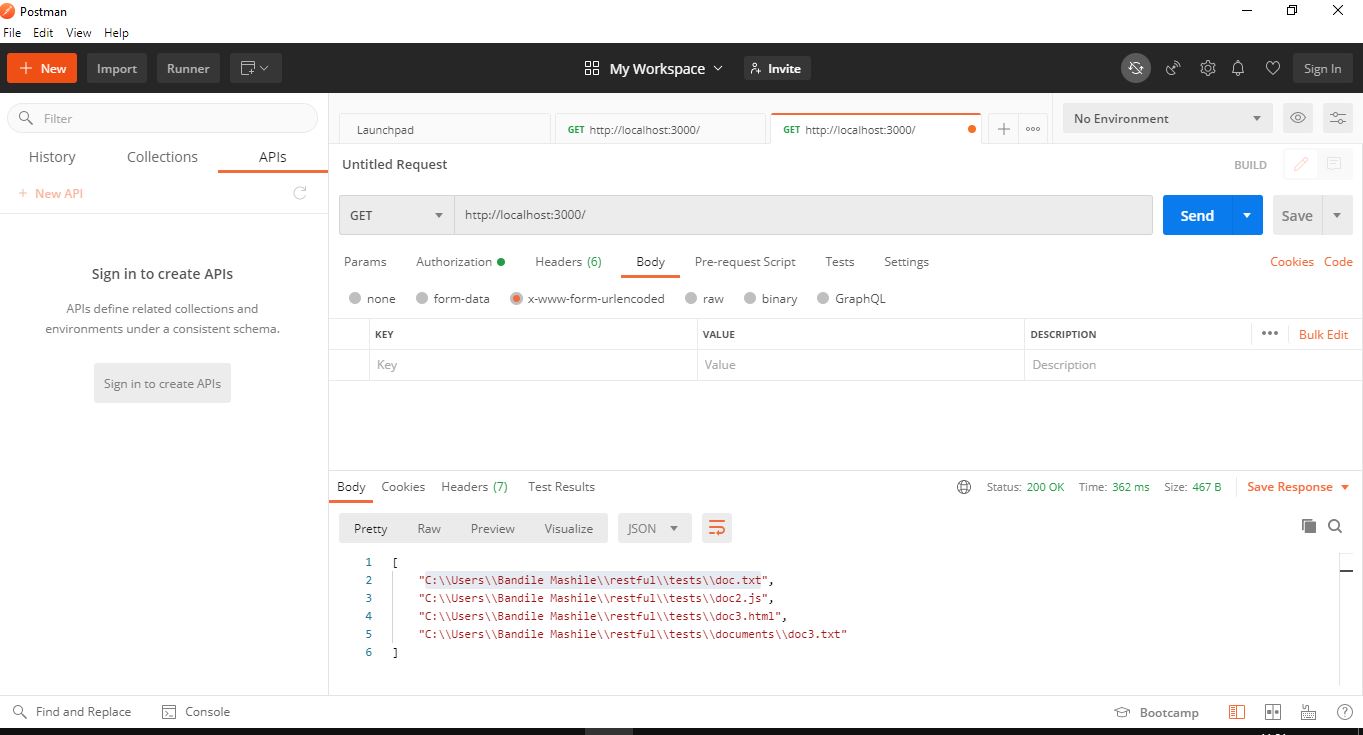 Postman
File Edit View Help
New Import Runner My Workspace Invite Sign In
Filter
History Collections APIs
+ New API
Sign in to create APIs
APIs define related collections and
environments under a consistent schema.
Sign in to create APIs
Launchpad GET http://localhost:3000/ GET http://localhost:3000/ No Environment
Untitled Request BUILD
GET http://localhost:3000/ Send Save
Params Authorization Headers (6) Body Pre-request Script Tests Settings Cookies Code
none form-data x-www-form-urlencoded raw binary GraphQL
KEY VALUE DESCRIPTION Bulk Edit
Key Value Description
Body Cookies Headers (7) Test Results Status: 200 OK Time: 362 ms Size: 467 B Save Response
Pretty Raw Preview Visualize JSON
1 [
2 "C:\\Users\\Bandile Mashile\\restful\\tests\\doc.txt",
3 "C:\\Users\\Bandile Mashile\\restful\\tests\\doc2.js",
4 "C:\\Users\\Bandile Mashile\\restful\\tests\\doc3.html",
5 "C:\\Users\\Bandile Mashile\\restful\\tests\\documents\\doc3.txt"
6 ]
Find and Replace Console Bootcamp